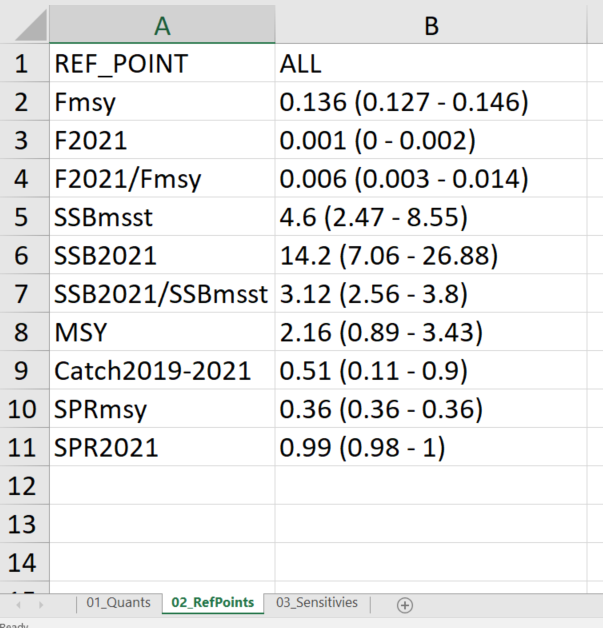 A B
1 REF_POINT ALL
2 Fmsy 0.136 (0.127 - 0.146)
3 F2021 0.001 (0 - 0.002)
4 F2021/Fmsy 0.006 (0.003 - 0.014)
5 SSBmsst 4.6 (2.47 - 8.55)
6 SSB2021 14.2 (7.06 - 26.88)
7 SSB2021/SSBmsst 3.12 (2.56 - 3.8)
8 MSY 2.16 (0.89 - 3.43)
9 Catch2019-2021 0.51 (0.11 - 0.9)
10 SPRmsy 0.36 (0.36 - 0.36)
11 SPR2021 0.99 (0.98 - 1)
12
13
14
01_Quants 02_RefPoints 03_Sensitivies